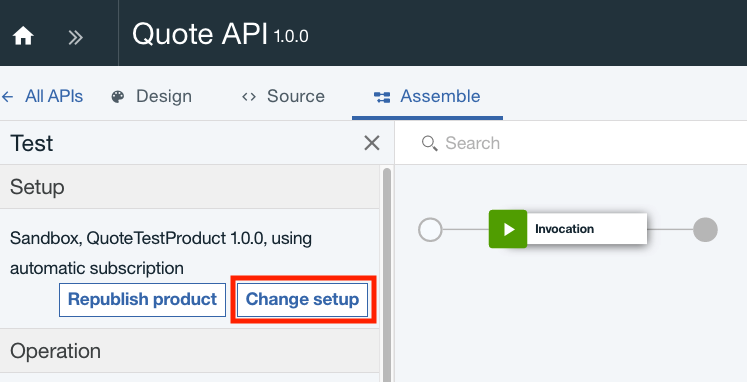 Quote API 1.0.0
All APIs Design Source Assemble
Test
Search
Setup
Sandbox, QuoteTestProduct 1.0.0, using
automatic subscription
Republish product Change setup
Invocation
Operation